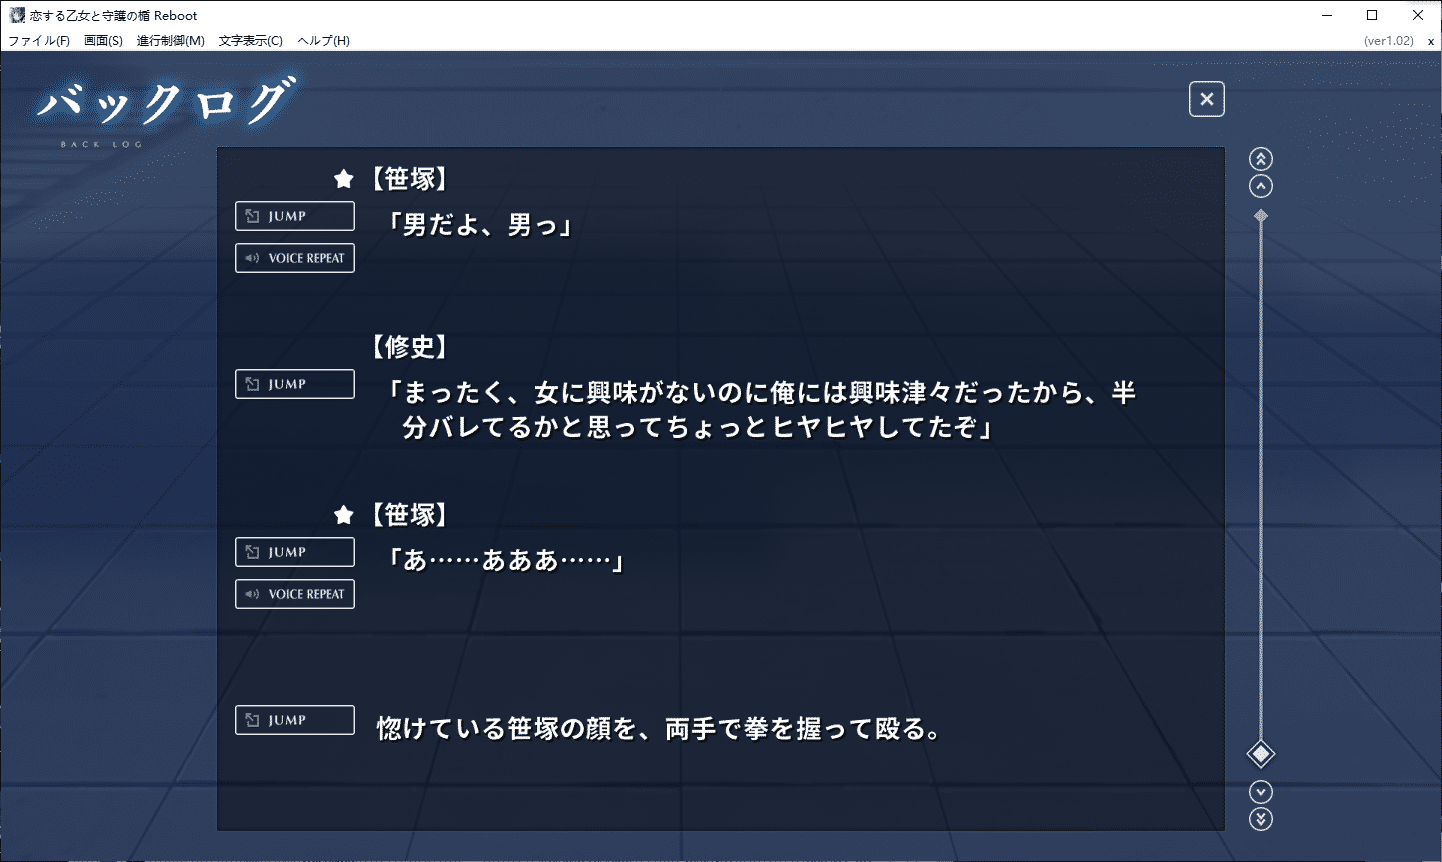 恋する乙女と守護の楯 Reboot
ファイル(F) 画面(S) 進行制御(M) 文字表示(C) ヘルプ(H) (ver1.02) x
バックログ
BACK LOG
★【笹塚】
JUMP 「男だよ、男っ」
VOICE REPEAT
【修史】
JUMP 「まったく、女に興味がないのに俺には興味津々だったから、半
分バレてるかと思ってちょっとヒヤヒヤしてたぞ」
★【笹塚】
JUMP 「あ……あああ……」
VOICE REPEAT
JUMP 惚けている笹塚の顔を、両手で拳を握って殴る。